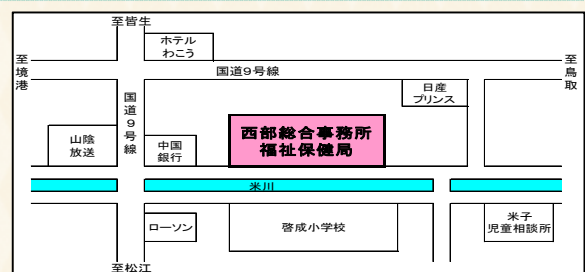 至皆生
ホテル
わこう
至境港
国道9号線
至鳥取
日産
プリンス
国道9号線
山陰
放送
中国
銀行
西部総合事務所
福祉保健局
米川
ローソン
啓成小学校
米子
児童相談所
至松江